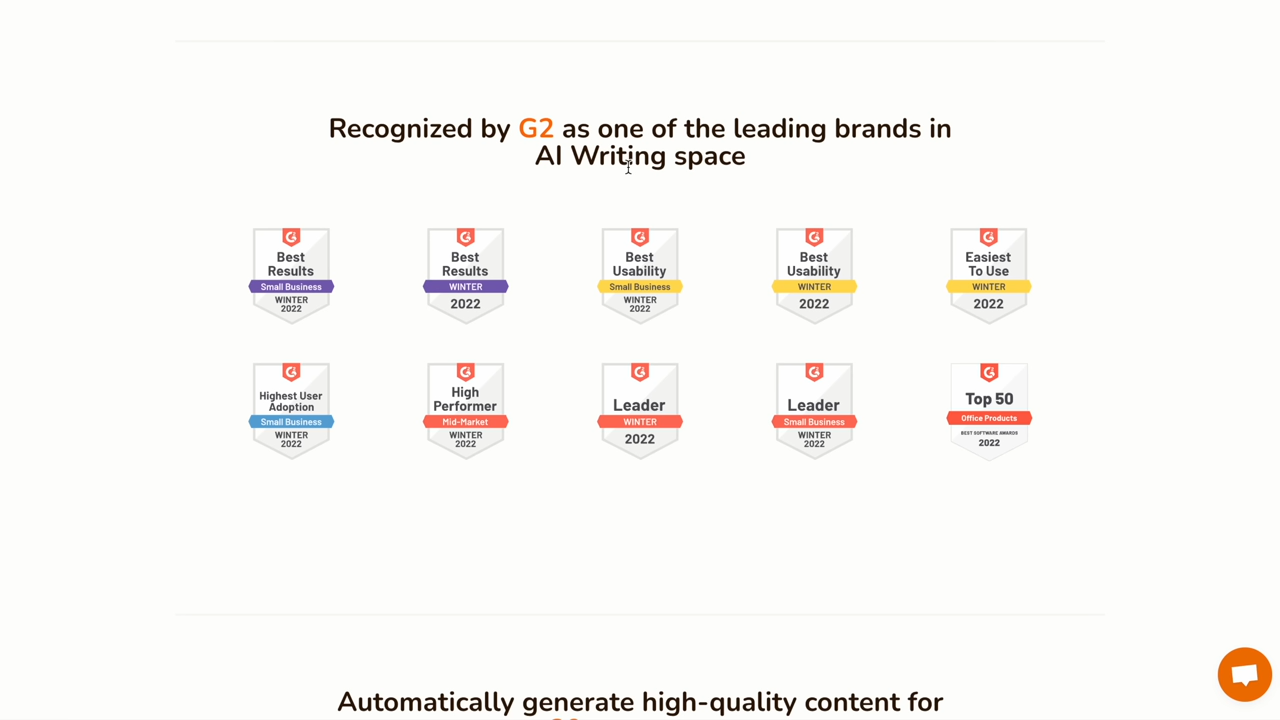 Recognized by G2 as one of the leading brands in
AI Writing space
Best
Results
Small Business
WINTER
2022
Best
Results
WINTER
2022
Best
Usability
Small Business
WINTER
2022
Best
Usability
WINTER
2022
Easiest
To Use
WINTER
2022
Highest User
Adoption
Small Business
WINTER
2022
High
Performer
Mid-Market
WINTER
2022
Leader
WINTER
2022
Leader
Small Business
WINTER
2022
Top 50
Office Products
BEST SOFTWARE AWARDS
2022
Automatically generate high-quality content for